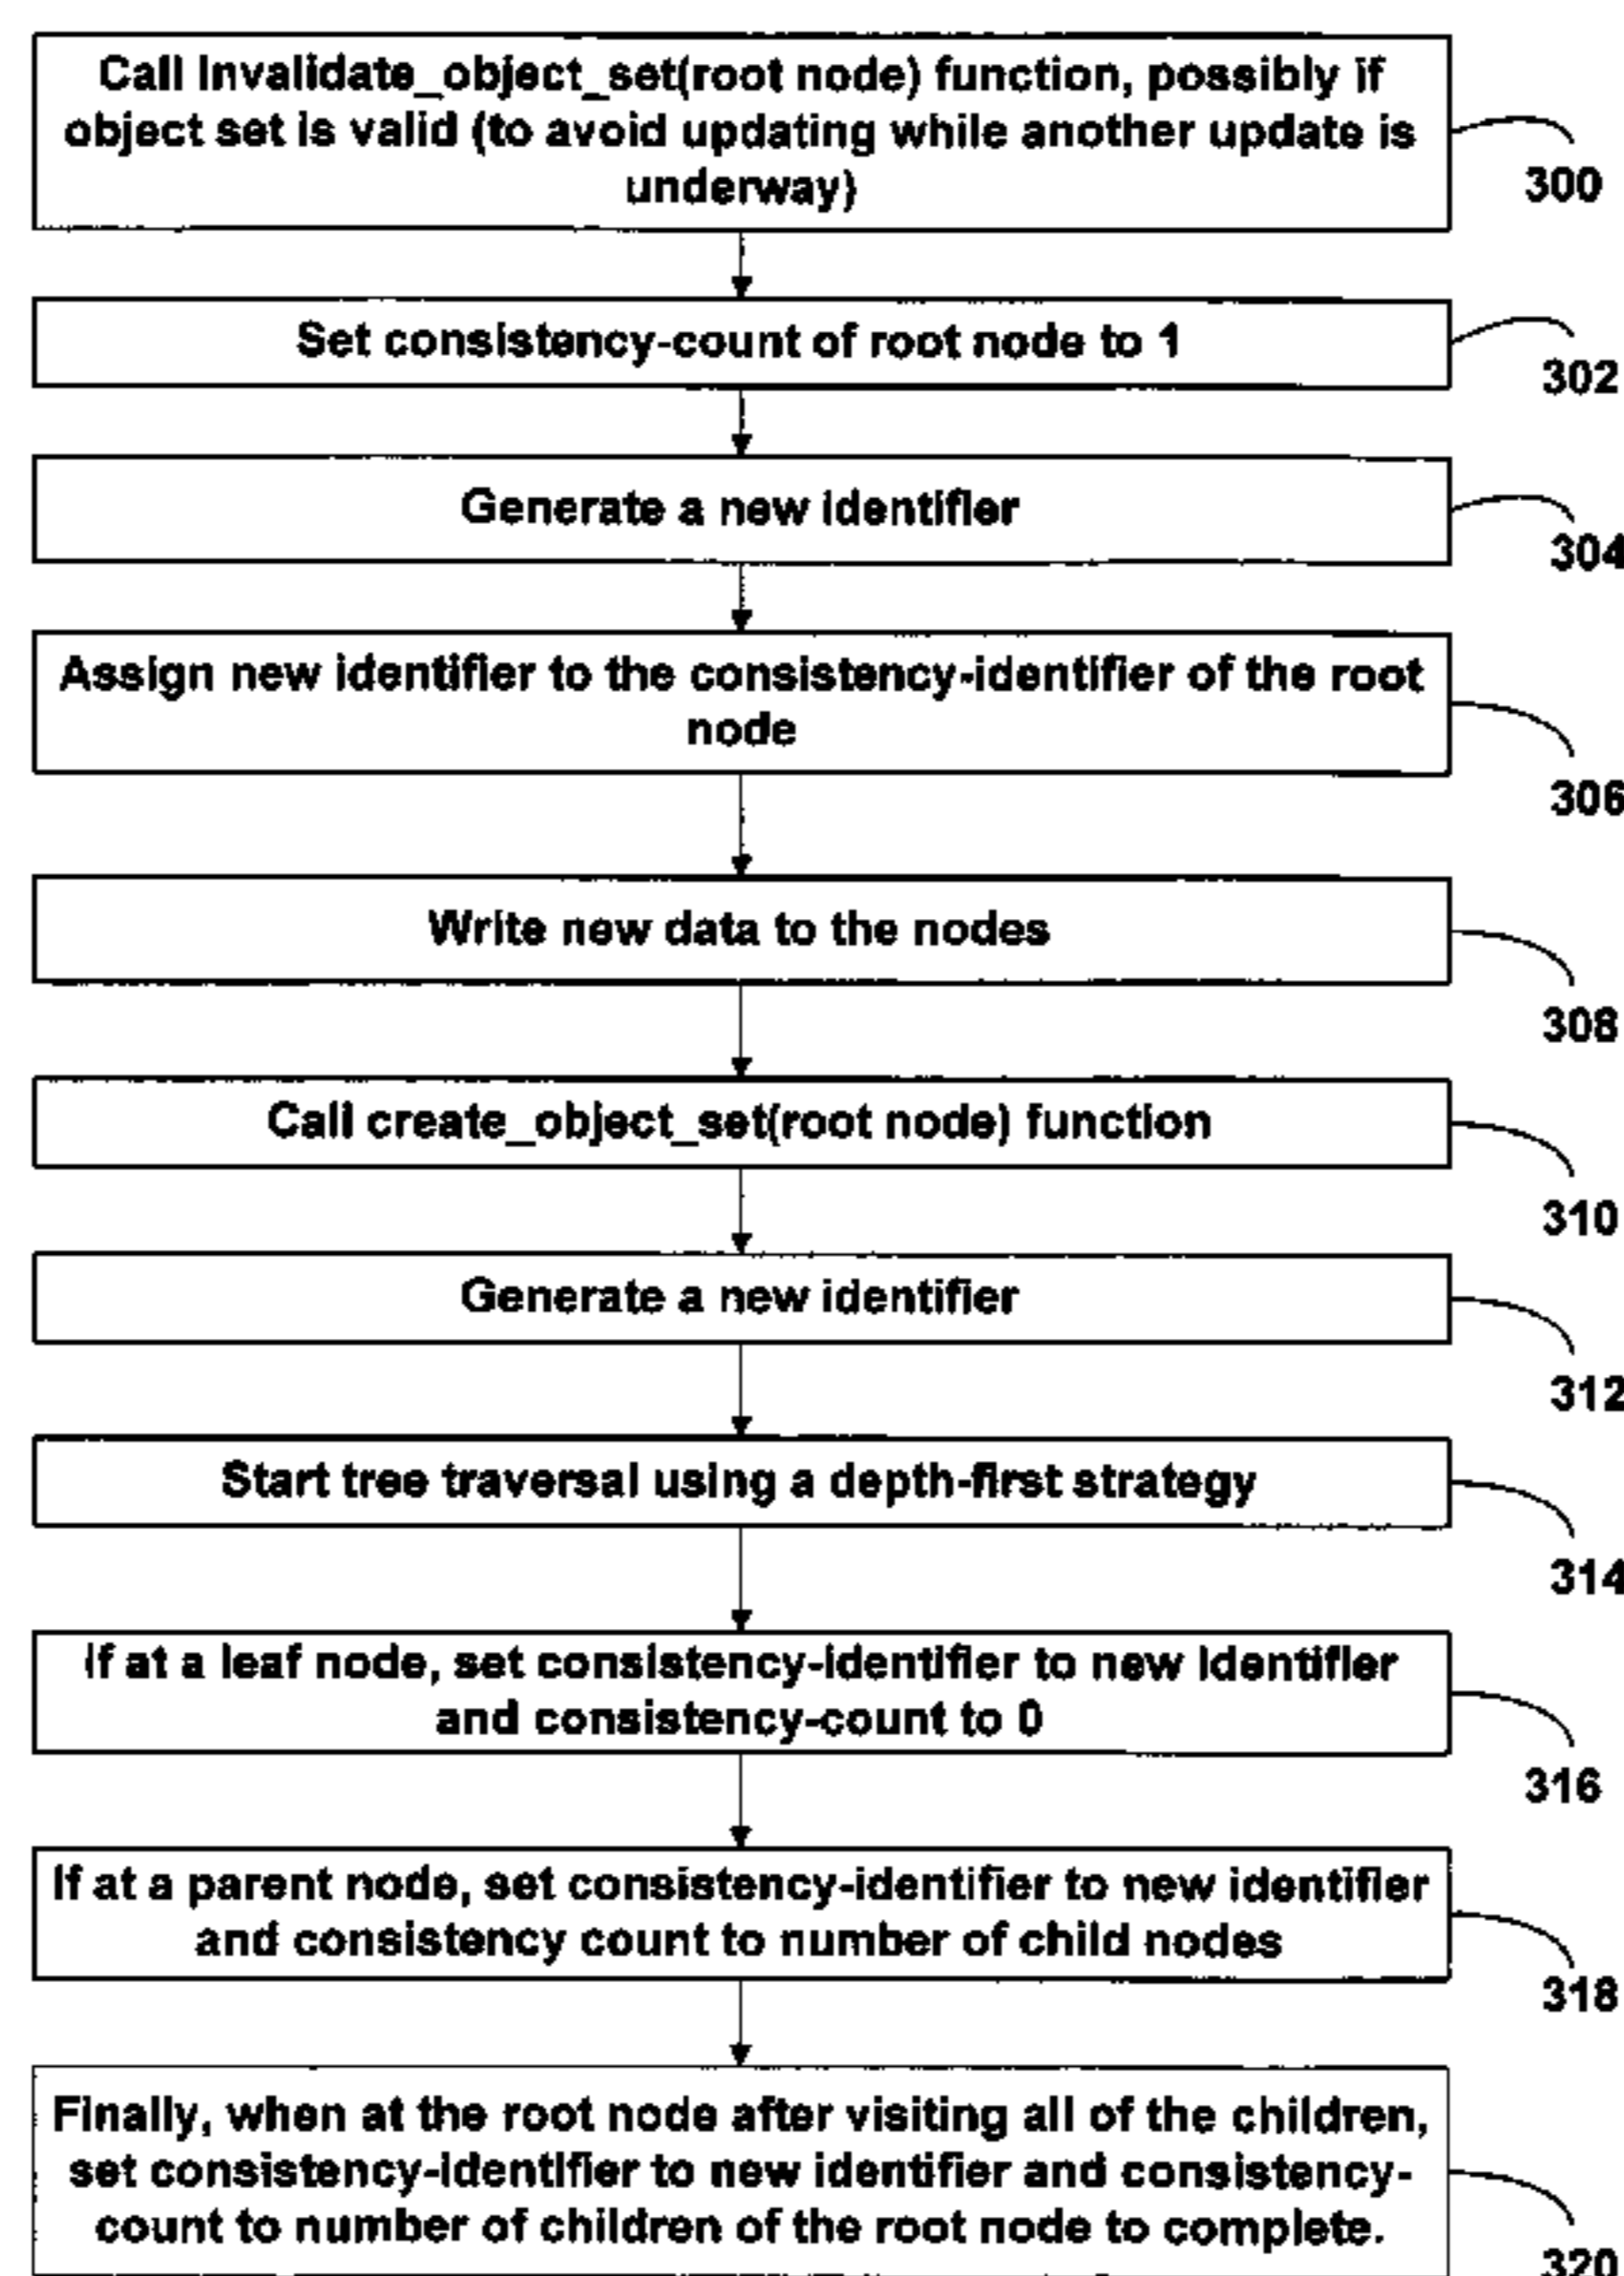 Call Invalidate_object_set(root node) function, possibly if
object set is valid (to avoid updating while another update is
underway)
300
Set consistency-count of root node to 1
302
Generate a new identifier
304
Assign new identifier to the consistency-identifier of the root
node
306
Write new data to the nodes
308
Call create_object_set(root node) function
310
Generate a new identifier
312
Start tree traversal using a depth-first strategy
314
If at a leaf node, set consistency-identifier to new identifier
and consistency-count to 0
316
If at a parent node, set consistency-identifier to new identifier
and consistency count to number of child nodes
318
Finally, when at the root node after visiting all of the children,
set consistency-identifier to new identifier and consistency-
count to number of children of the root node to complete.
320